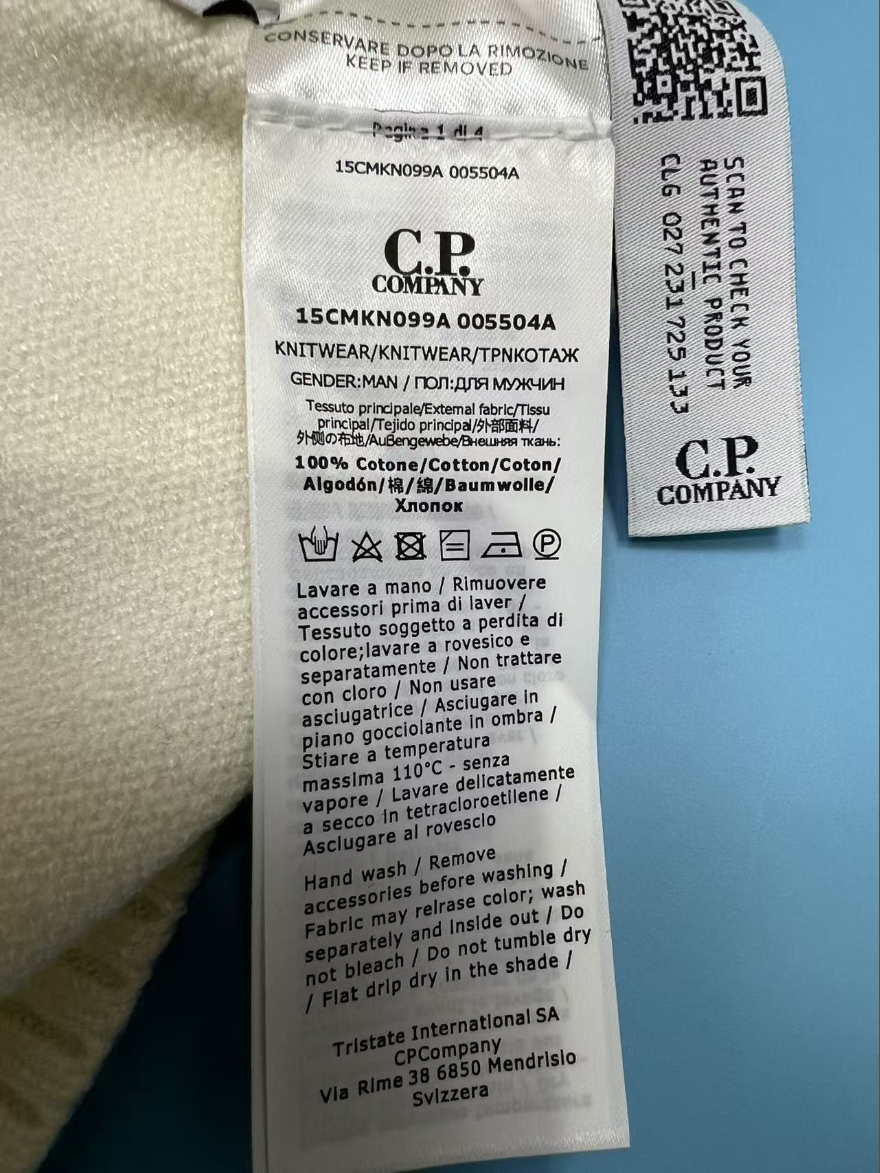 CONSERVARE DOPO LA RIMOZIONE
KEEP IF REMOVED
Pagina 1 di 4
15CMKN099A 005504A
C.P.
COMPANY
15CMKN099A 005504A
KNITWEAR/KNITWEAR/TPNKOTAЖ
GENDER:MAN / ПОЛ:ДЛЯ МУЖЧИН
Tessuto principale/External fabric/Tissu
principal/Tejido principal/外部面料/
外側の布地/Außengewebe/Внешняя ткань:
100% Cotone/Cotton/Coton/
Algodón/棉/綿/Baumwolle/
Хлопок
P
Lavare a mano / Rimuovere
accessori prima di laver /
Tessuto soggetto a perdita di
colore;lavare a rovesico e
separatamente / Non trattare
con cloro / Non usare
asciugatrice / Asciugare in
piano gocciolante in ombra /
Stiare a temperatura
massima 110°C - senza
vapore / Lavare delicatamente
a secco in tetracloroetilene /
Asclugare al rovescio
Hand wash / Remove
accessories before washing /
Fabric may relrase color; wash
separately and inside out / Do
not bleach / Do not tumble dry
/ Flat drip dry in the shade /
Tristate International SA
CPCompany
Via Rime 38 6850 Mendrisio
Svizzera
SCAN TO CHECK YOUR
AUTHENTIC PRODUCT
CLG 027 231 725 133
C.P.
COMPANY